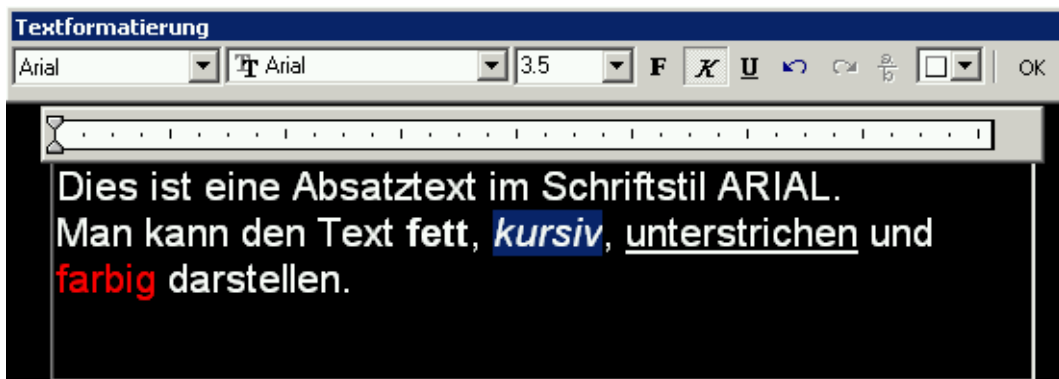 Textformatierung
Arial Arial 3.5 F K U a/b OK
Dies ist eine Absatztext im Schriftstil ARIAL.
Man kann den Text fett, kursiv, unterstrichen und
farbig darstellen.